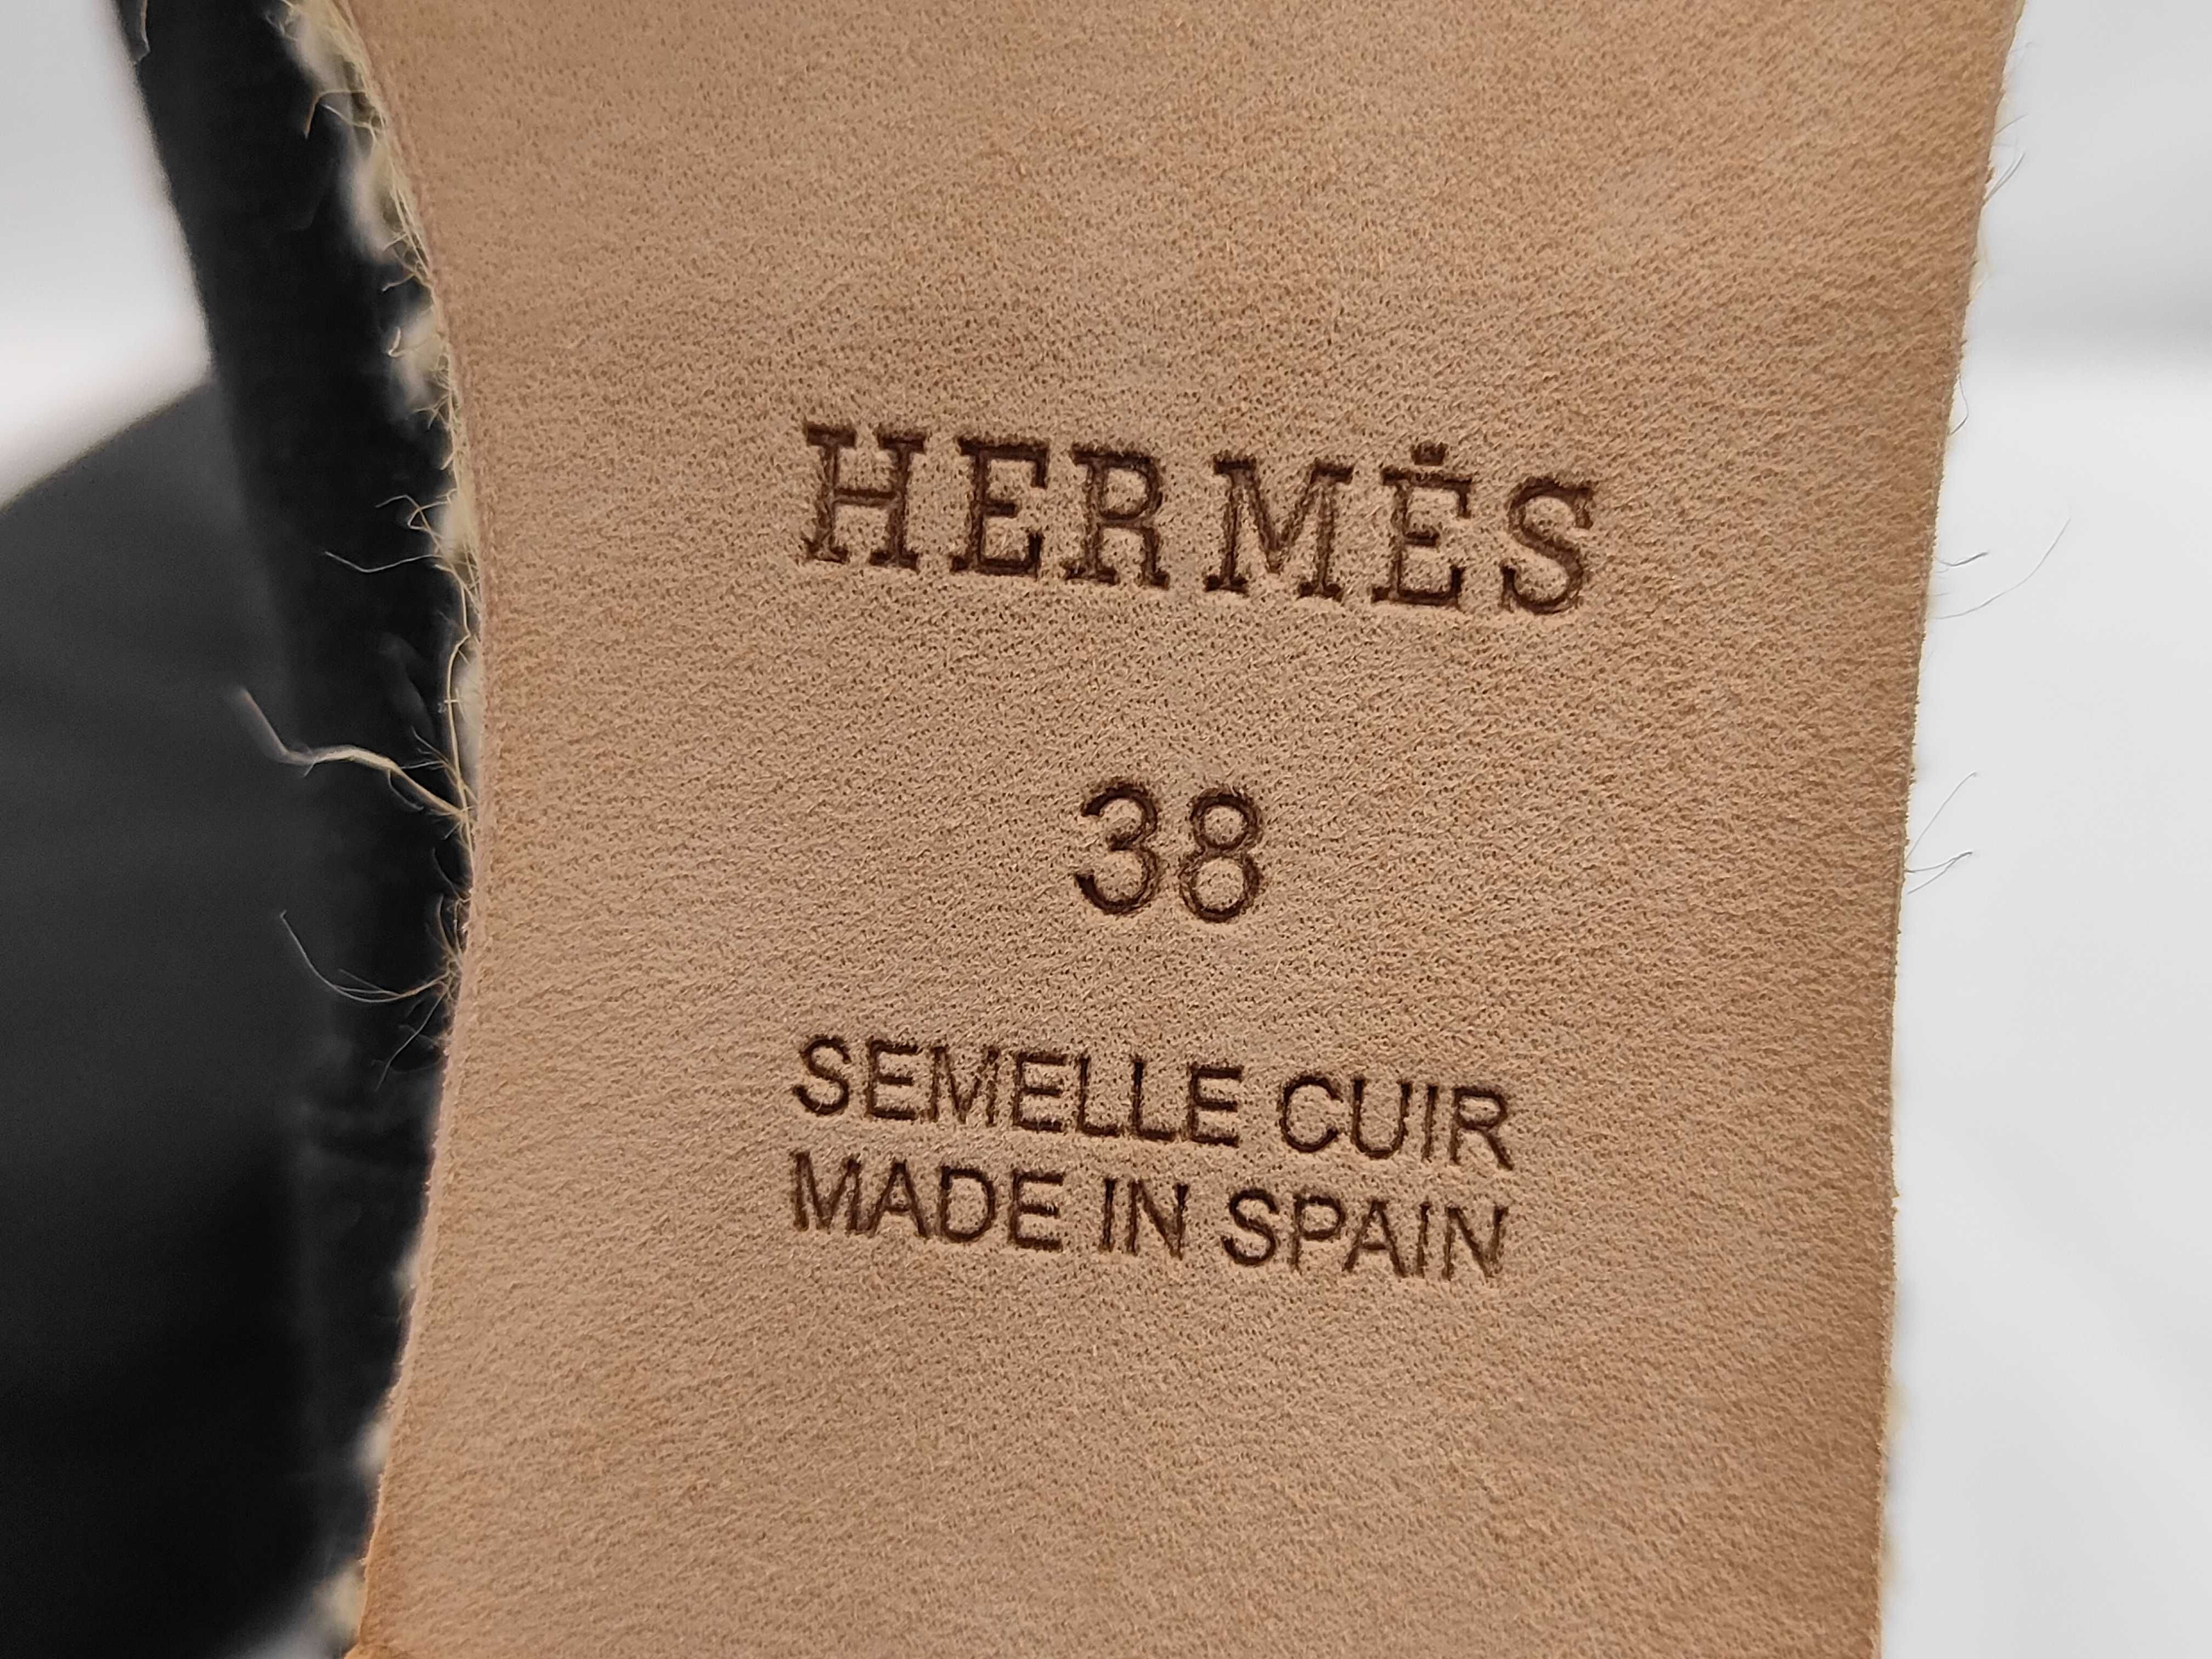 HERMÈS
38
SEMELLE CUIR
MADE IN SPAIN